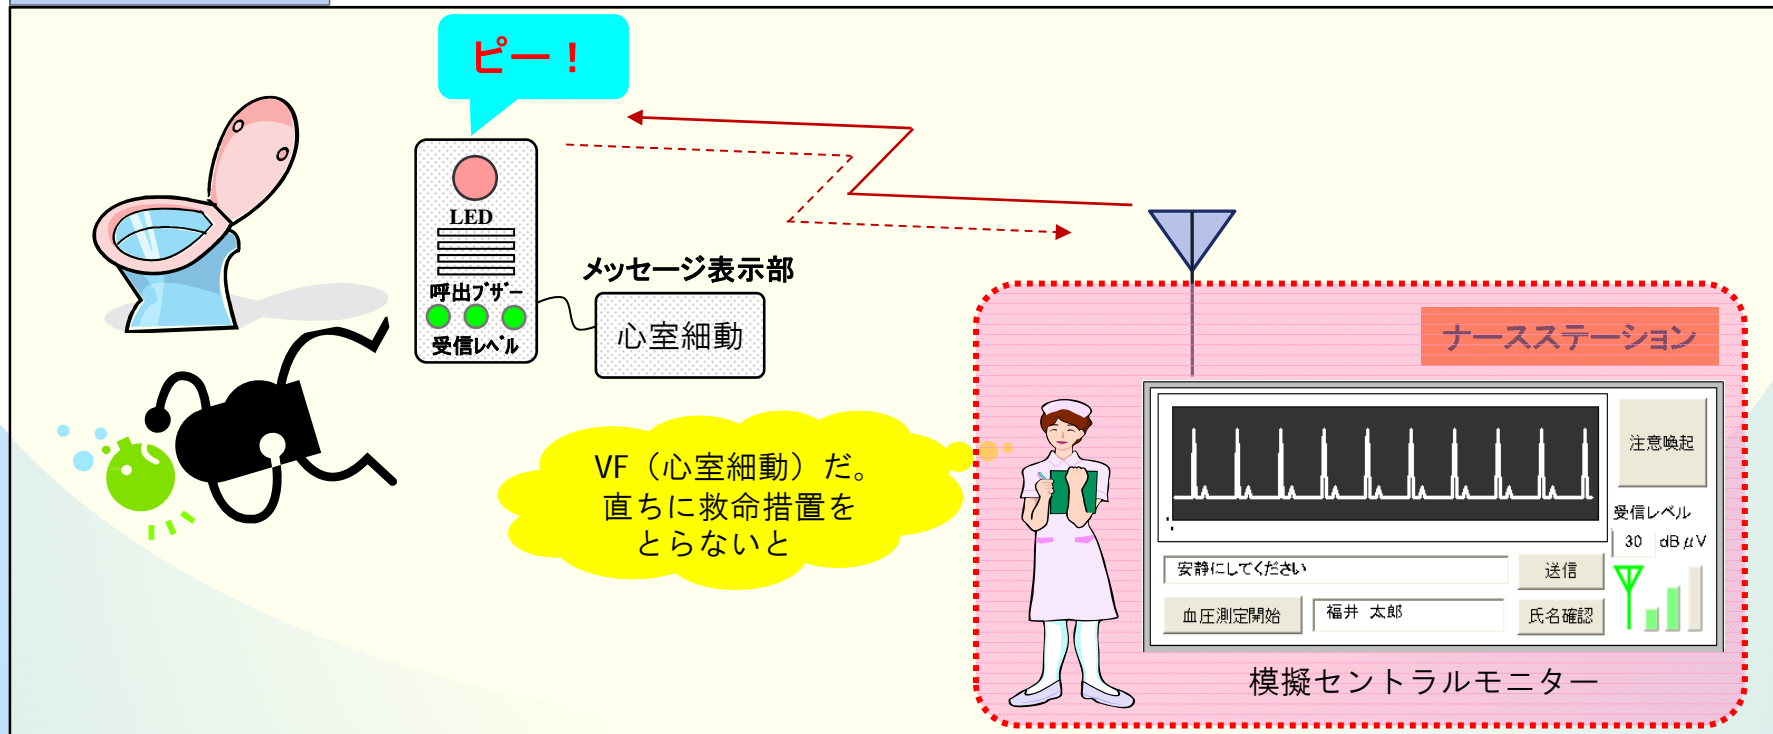 ピー！
LED
呼出ブザー
受信レベル
メッセージ表示部
心室細動
VF（心室細動）だ。
直ちに救命措置を
とらないと
ナースステーション
注意喚起
受信レベル
30 dBμV
安静にしてください
送信
血圧測定開始
福井 太郎
氏名確認
模擬セントラルモニター